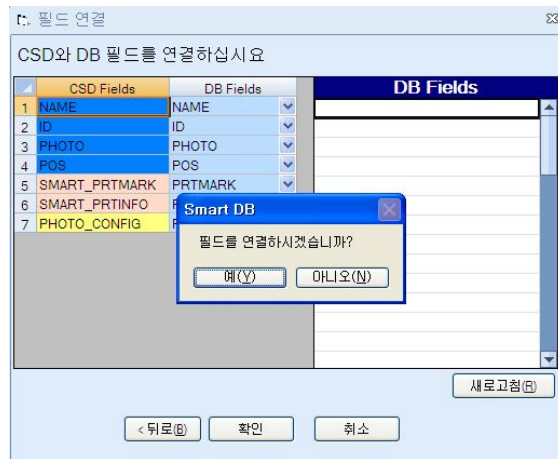 필드 연결
CSD와 DB 필드를 연결하십시요
CSD Fields DB Fields DB Fields
1 NAME NAME
2 ID ID
3 PHOTO PHOTO
4 POS POS
5 SMART_PRTMARK PRTMARK
6 SMART_PRTINFO
7 PHOTO_CONFIG
Smart DB
필드를 연결하시겠습니까?
예(Y) 아니오(N)
새로고침(R)
<뒤로(B) 확인 취소